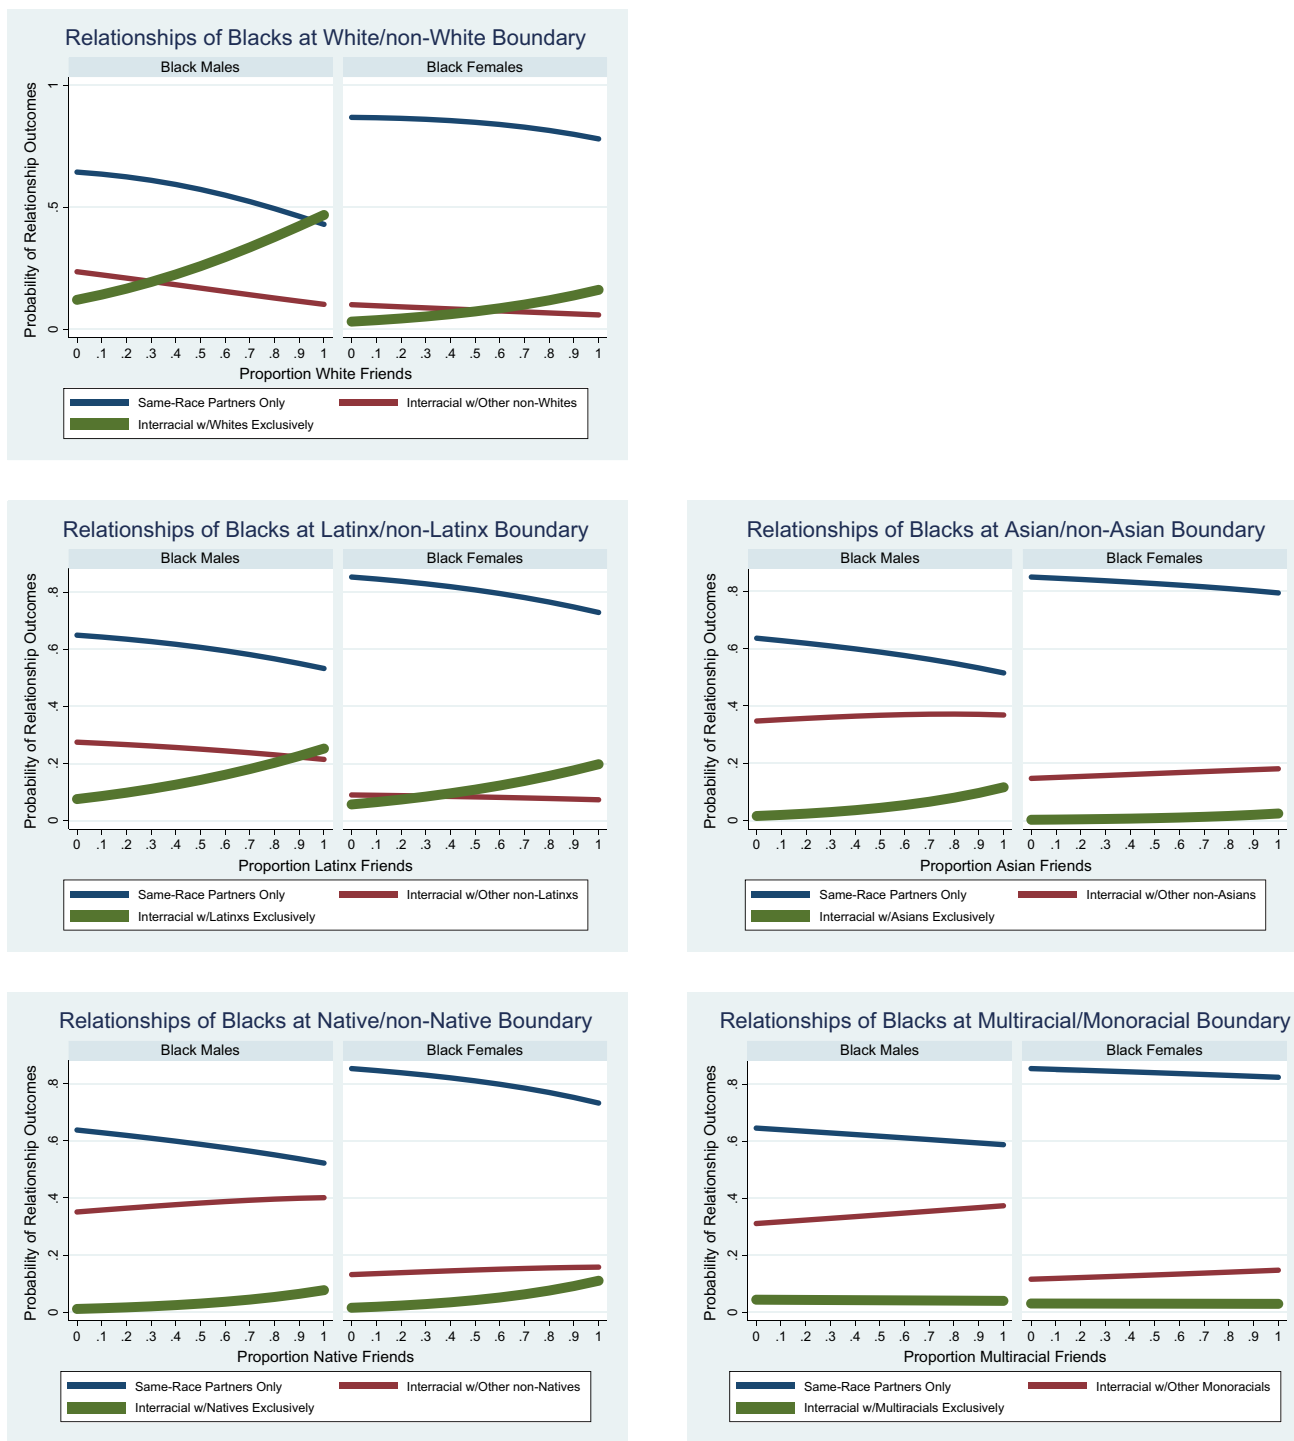 Relationships of Blacks at White/non-White Boundary
Black Males
Black Females
Probability of Relationship Outcomes
1
.5
0
0 .1 .2 .3 .4 .5 .6 .7 .8 .9 1
0 .1 .2 .3 .4 .5 .6 .7 .8 .9 1
Proportion White Friends
Same-Race Partners Only
Interracial w/Other non-Whites
Interracial w/Whites Exclusively
Relationships of Blacks at Latinx/non-Latinx Boundary
Black Males
Black Females
Probability of Relationship Outcomes
.8
.6
.4
.2
0
0 .1 .2 .3 .4 .5 .6 .7 .8 .9 1
0 .1 .2 .3 .4 .5 .6 .7 .8 .9 1
Proportion Latinx Friends
Same-Race Partners Only
Interracial w/Other non-Latinxs
Interracial w/Latinxs Exclusively
Relationships of Blacks at Asian/non-Asian Boundary
Black Males
Black Females
Probability of Relationship Outcomes
.8
.6
.4
.2
0
0 .1 .2 .3 .4 .5 .6 .7 .8 .9 1
0 .1 .2 .3 .4 .5 .6 .7 .8 .9 1
Proportion Asian Friends
Same-Race Partners Only
Interracial w/Other non-Asians
Interracial w/Asians Exclusively
Relationships of Blacks at Native/non-Native Boundary
Black Males
Black Females
Probability of Relationship Outcomes
.8
.6
.4
.2
0
0 .1 .2 .3 .4 .5 .6 .7 .8 .9 1
0 .1 .2 .3 .4 .5 .6 .7 .8 .9 1
Proportion Native Friends
Same-Race Partners Only
Interracial w/Other non-Natives
Interracial w/Natives Exclusively
Relationships of Blacks at Multiracial/Monoracial Boundary
Black Males
Black Females
Probability of Relationship Outcomes
.8
.6
.4
.2
0
0 .1 .2 .3 .4 .5 .6 .7 .8 .9 1
0 .1 .2 .3 .4 .5 .6 .7 .8 .9 1
Proportion Multiracial Friends
Same-Race Partners Only
Interracial w/Other Monoracials
Interracial w/Multiracials Exclusively